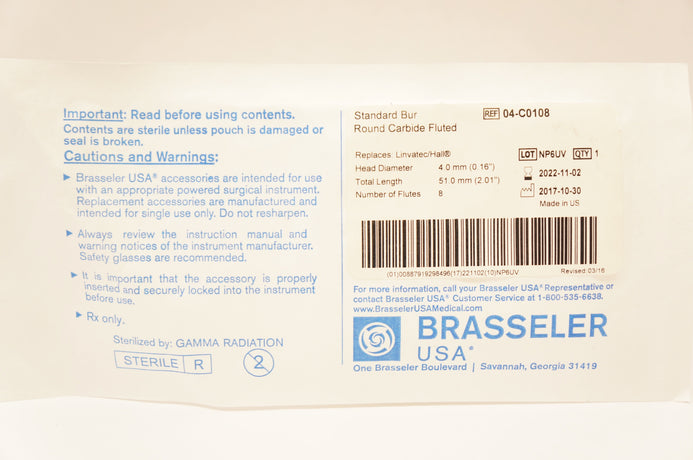 Important: Read before using contents.
Contents are sterile unless pouch is damaged or
seal is broken.
Cautions and Warnings:
▶ Brasseler USA® accessories are intended for use
with an appropriate powered surgical instrument.
Replacement accessories are manufactured and
intended for single use only. Do not resharpen.
▶ Always review the instruction manual and
warning notices of the instrument manufacturer.
Safety glasses are recommended.
▶ It is important that the accessory is properly
inserted and securely locked into the instrument
before use.
▶ Rx only.
Sterilized by: GAMMA RADIATION
STERILE R 2
Standard Bur REF 04-C0108
Round Carbide Fluted
Replaces: Linvatec/Hall® LOT NP6UV QTY 1
Head Diameter 4.0 mm (0.16") 2022-11-02
Total Length 51.0 mm (2.01") 2017-10-30
Number of Flutes 8 Made in US
(01)00887919298496(17)221102(10)NP6UV Revised: 03/16
For more information, call your Brasseler USA® Representative or
contact Brasseler USA® Customer Service at 1-800-535-6638.
www.BrasselerUSAMedical.com
BRASSELER
USA®
One Brasseler Boulevard | Savannah, Georgia 31419